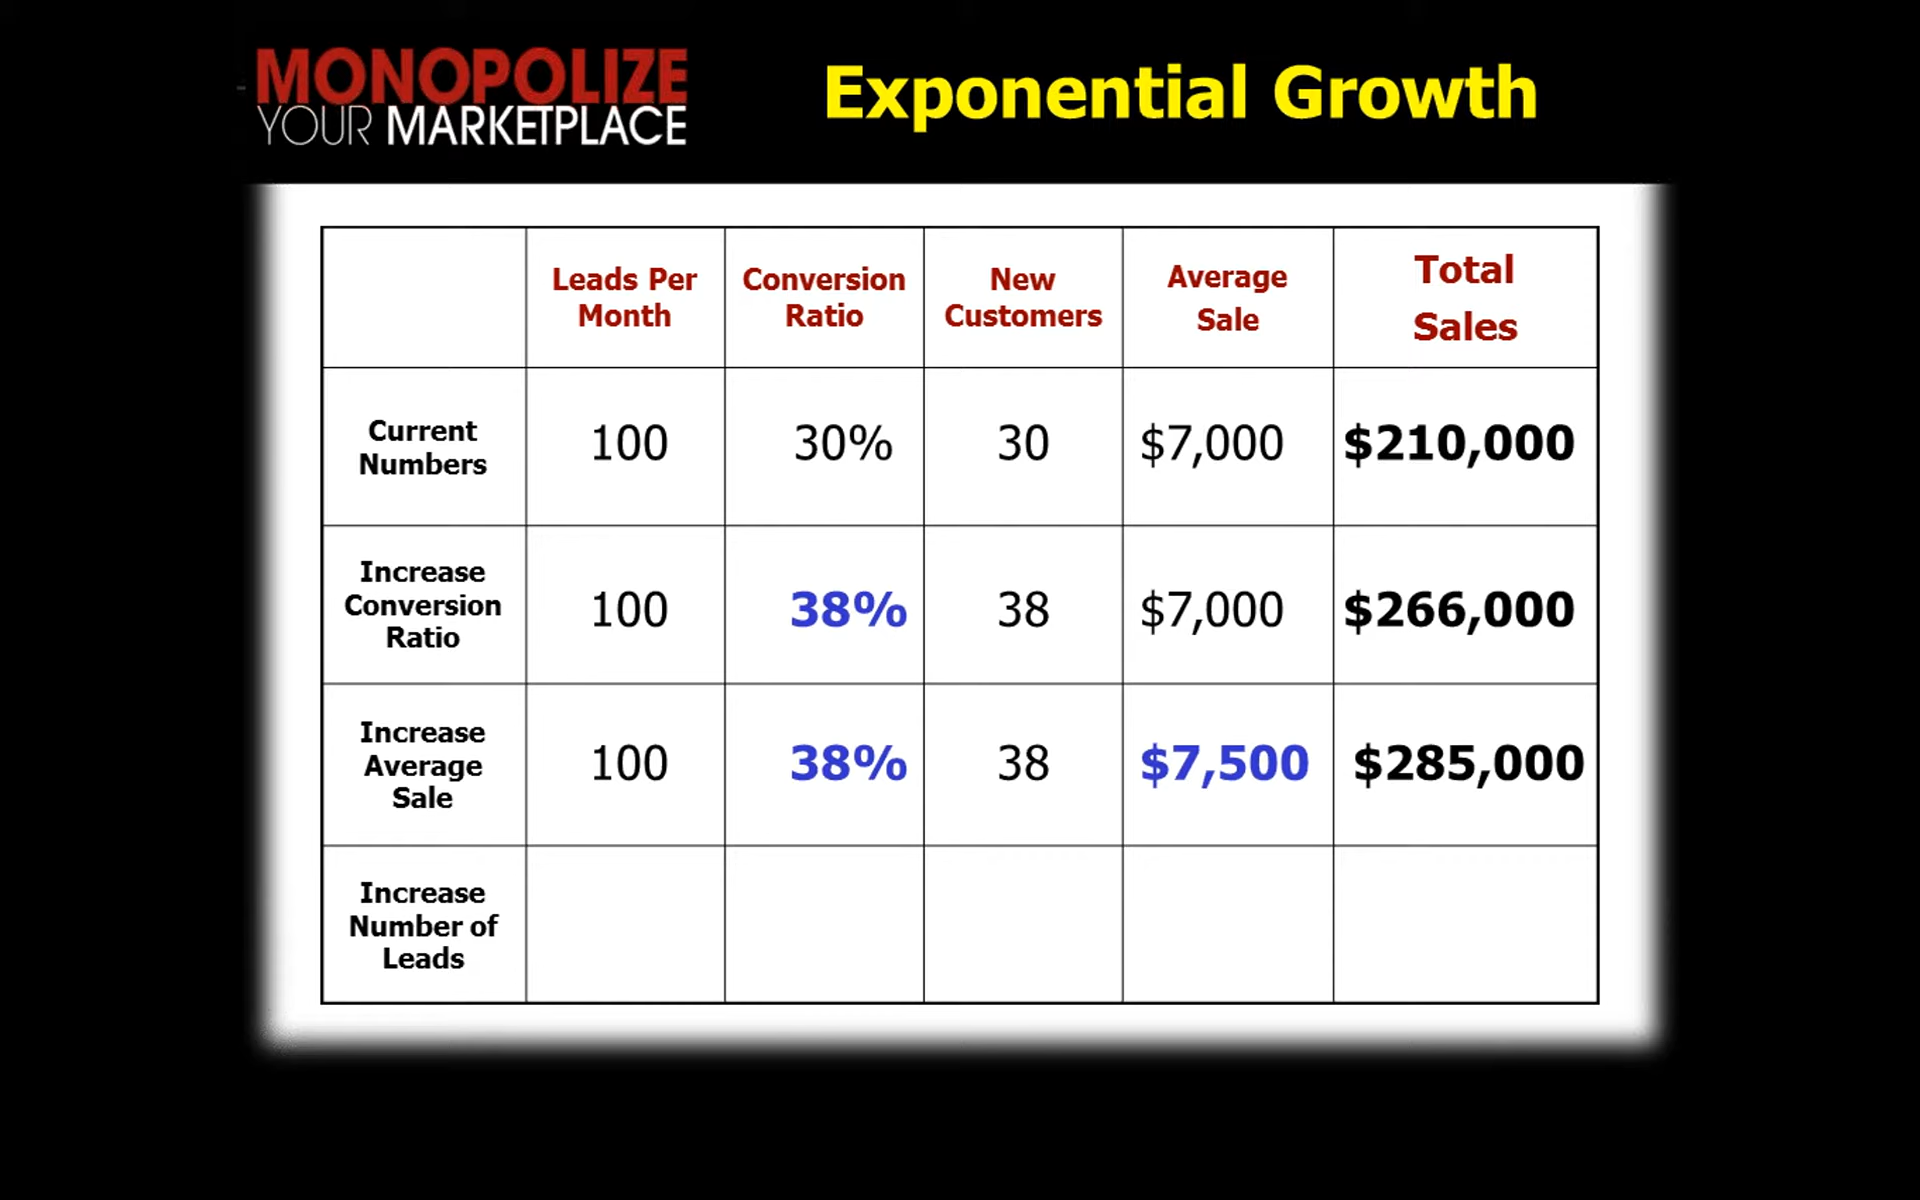 MONOPOLIZE
YOUR MARKETPLACE
Exponential Growth
Leads Per
Month
Conversion
Ratio
New
Customers
Average
Sale
Total
Sales
Current
Numbers
100
30%
30
$7,000
$210,000
Increase
Conversion
Ratio
100
38%
38
$7,000
$266,000
Increase
Average
Sale
100
38%
38
$7,500
$285,000
Increase
Number of
Leads